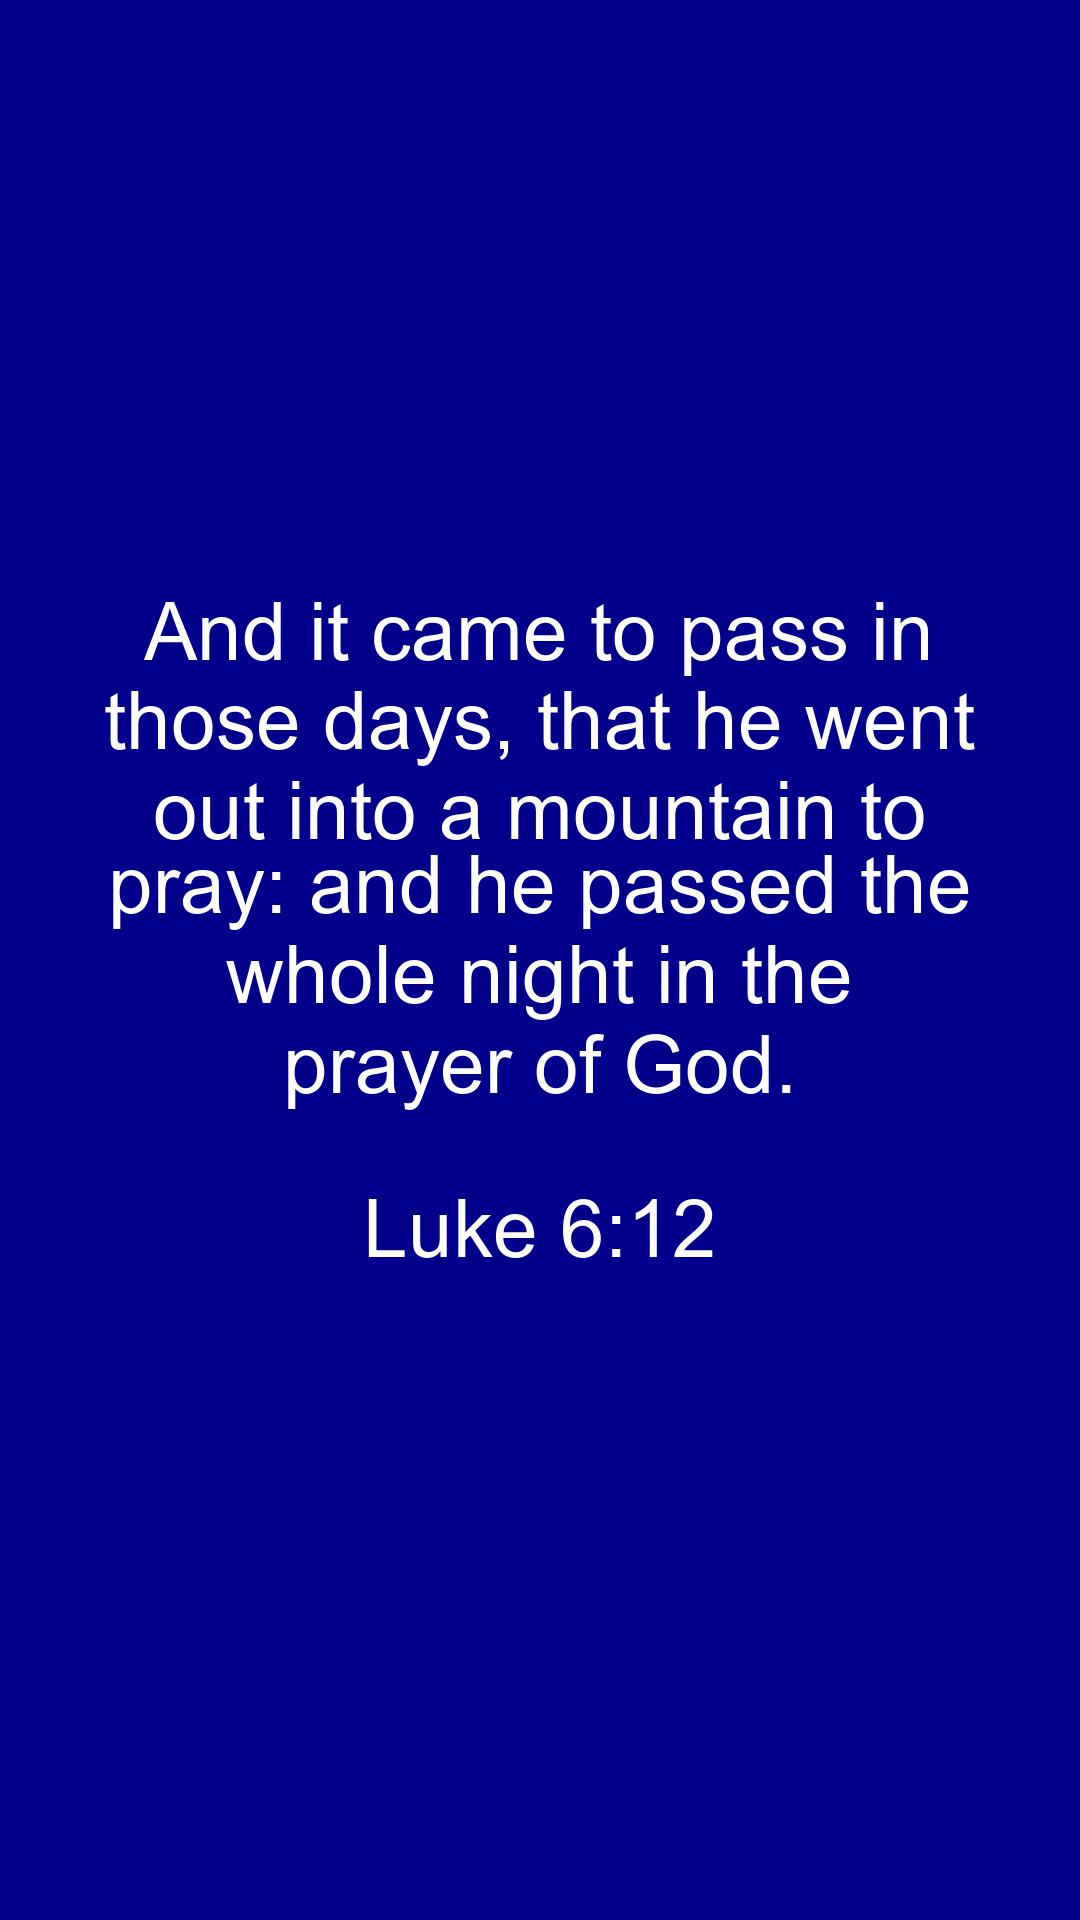 And it came to pass in
those days, that he went
out into a mountain to
pray: and he passed the
whole night in the
prayer of God.
Luke 6:12